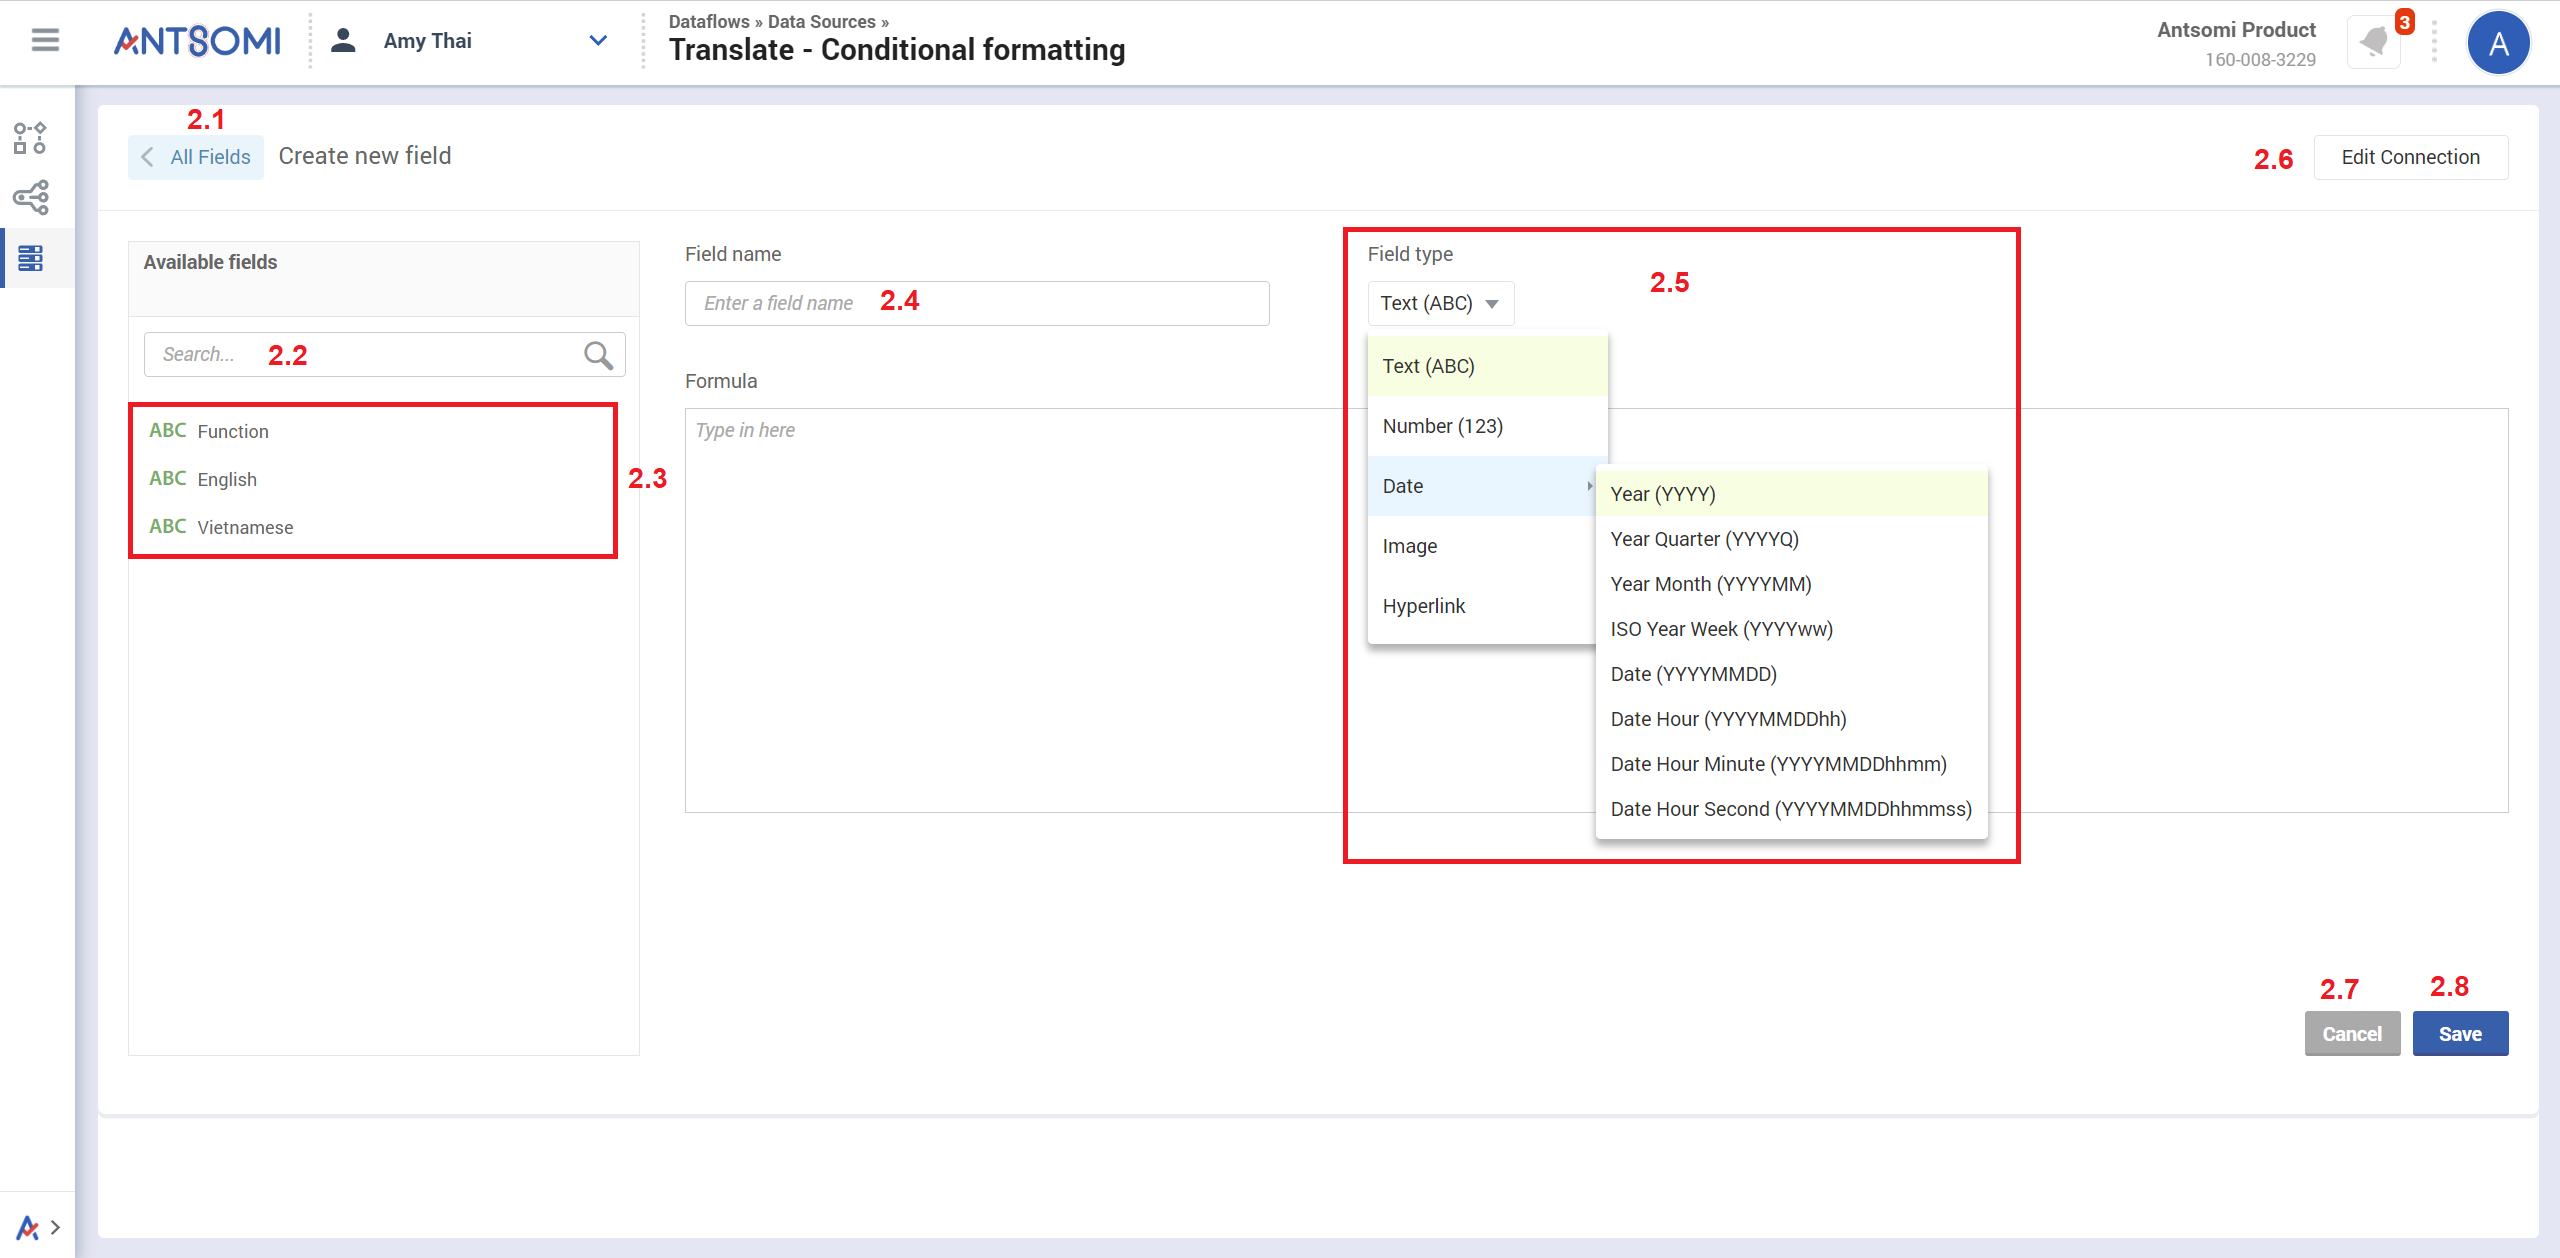 ANTSOMI
Amy Thai
Dataflows » Data Sources »
Translate - Conditional formatting
Antsomi Product
160-008-3229
3
A
2.1
All Fields
Create new field
2.6
Edit Connection
Available fields
Search...
2.2
ABC Function
ABC English
ABC Vietnamese
2.3
Field name
Enter a field name
2.4
Formula
Type in here
Field type
2.5
Text (ABC)
Text (ABC)
Number (123)
Date
Image
Hyperlink
Year (YYYY)
Year Quarter (YYYYQ)
Year Month (YYYYMM)
ISO Year Week (YYYYww)
Date (YYYYMMDD)
Date Hour (YYYYMMDDhh)
Date Hour Minute (YYYYMMDDhhmm)
Date Hour Second (YYYYMMDDhhmmss)
2.7
2.8
Cancel
Save